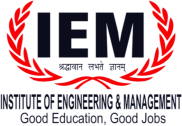 IEM
श्रद्धावान लभते ज्ञानम्
INSTITUTE OF ENGINEERING & MANAGEMENT
Good Education, Good Jobs